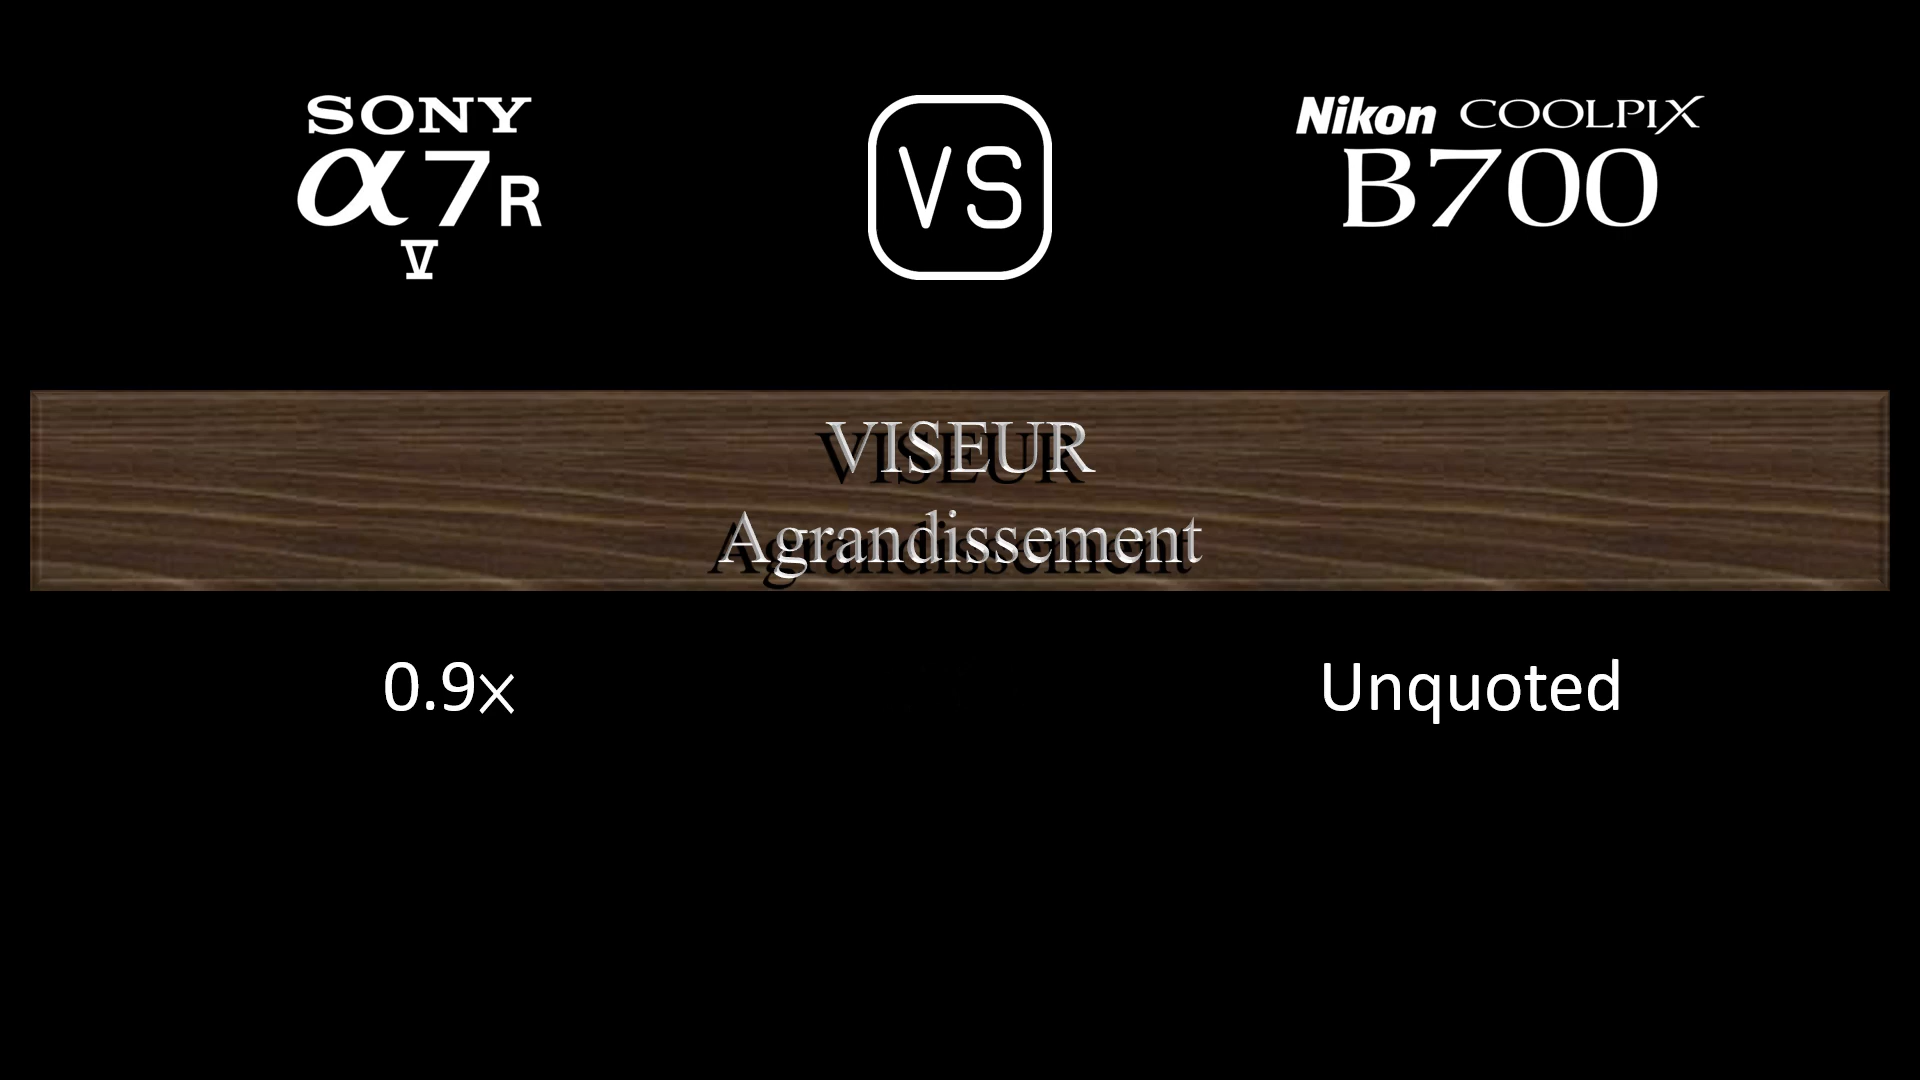 SONY
α7R
V
VS
Nikon COOLPIX
B700
VISEUR
Agrandissement
0.9x
Unquoted